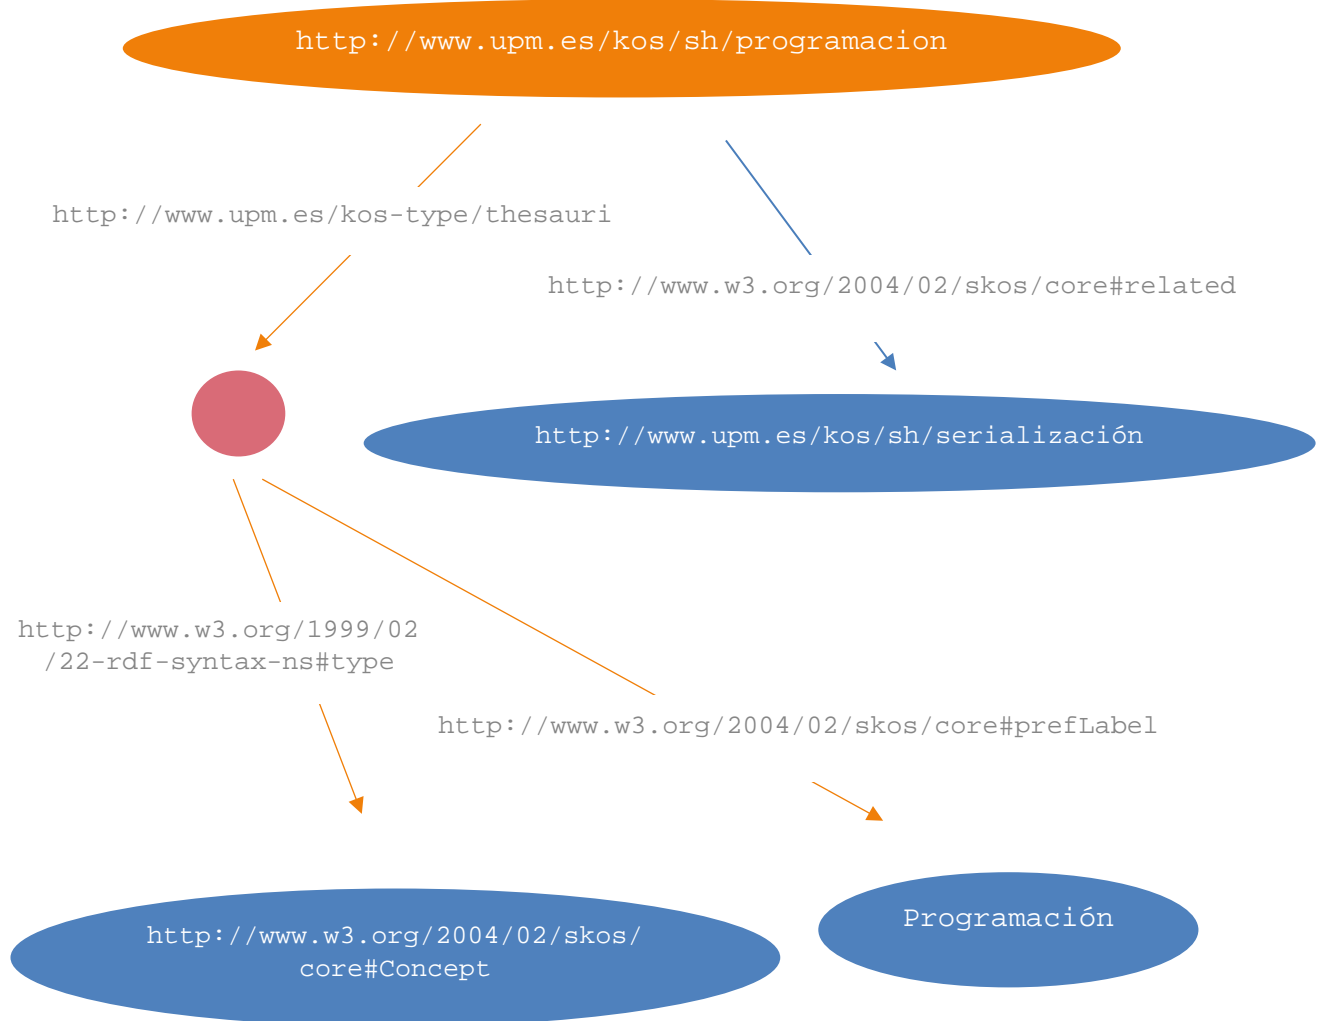 http://www.upm.es/kos/sh/programacion
http://www.upm.es/kos-type/thesauri
http://www.w3.org/2004/02/skos/core#related
http://www.upm.es/kos/sh/serialización
http://www.w3.org/1999/02
/22-rdf-syntax-ns#type
http://www.w3.org/2004/02/skos/core#prefLabel
http://www.w3.org/2004/02/skos/
core#Concept
Programación